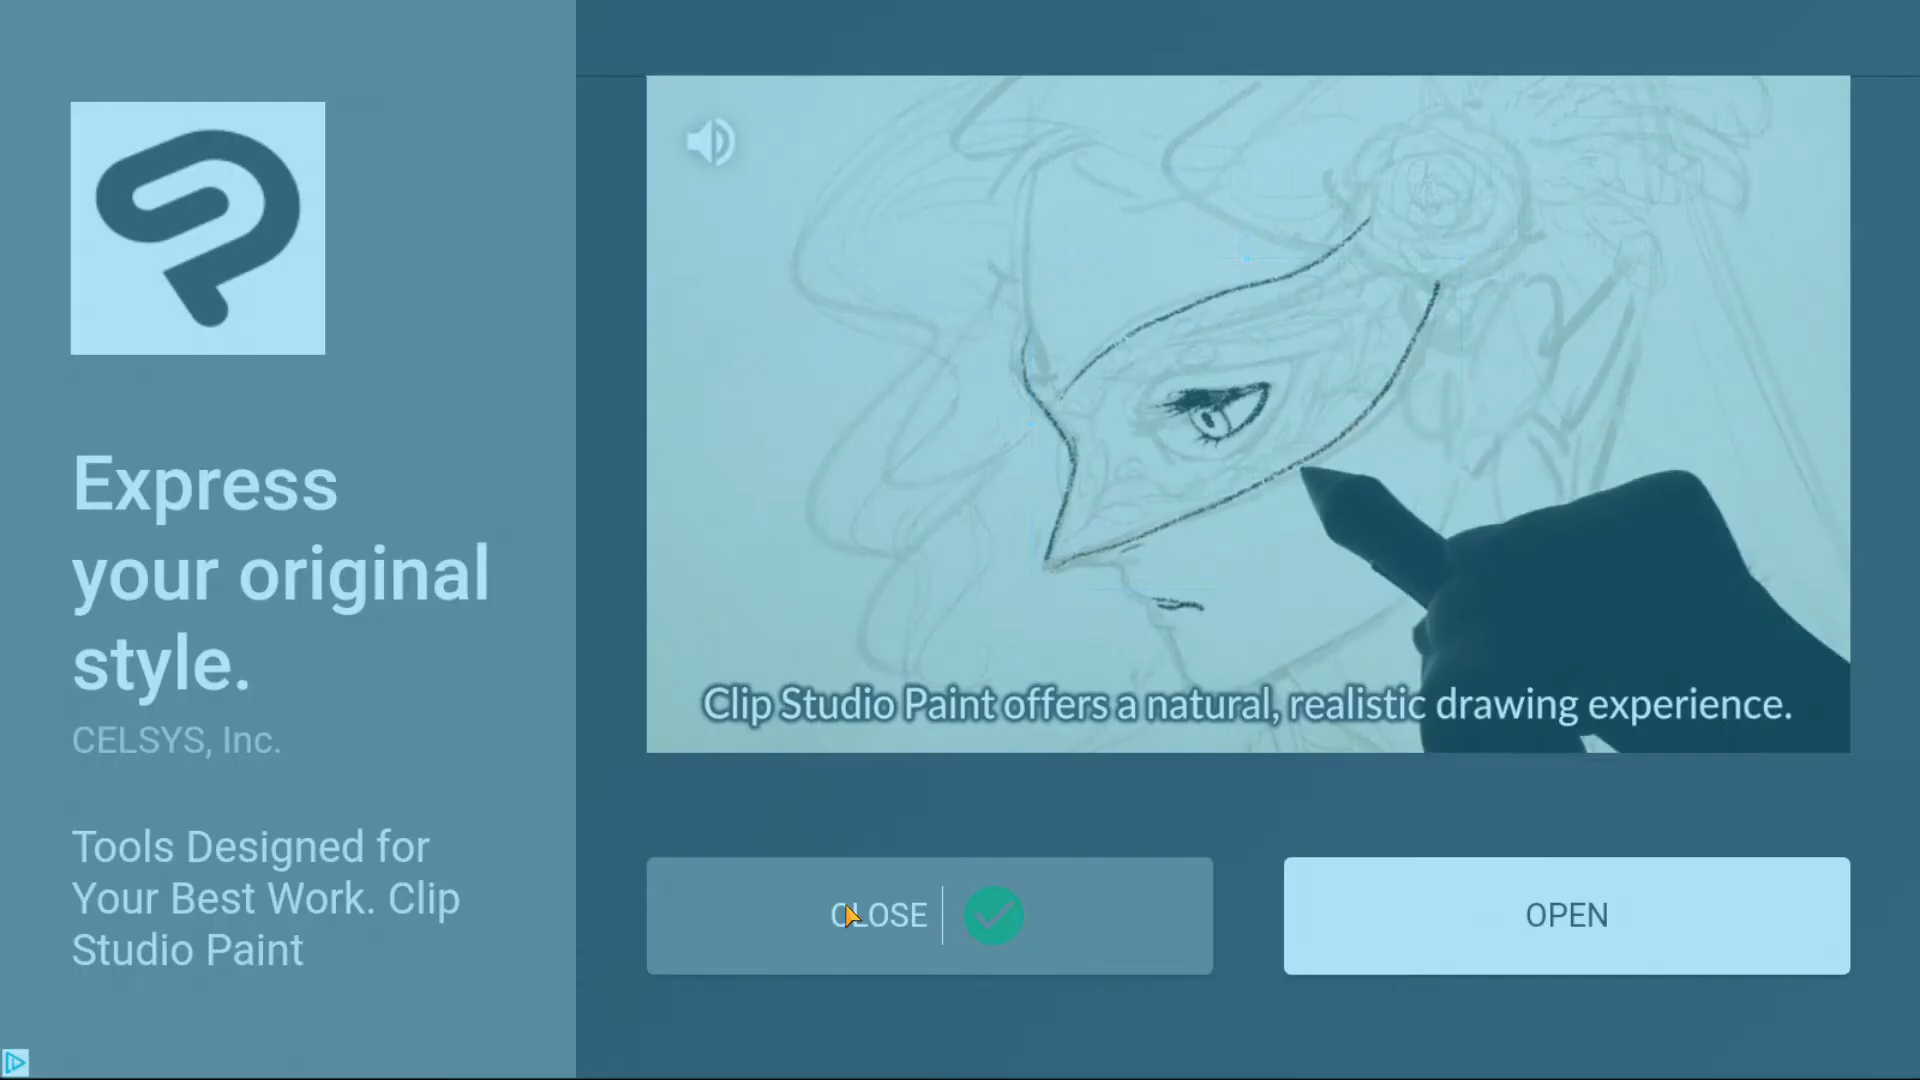 Express
your original
style.
CELSYS, Inc.
Tools Designed for
Your Best Work. Clip
Studio Paint
Clip Studio Paint offers a natural, realistic drawing experience.
CLOSE
OPEN